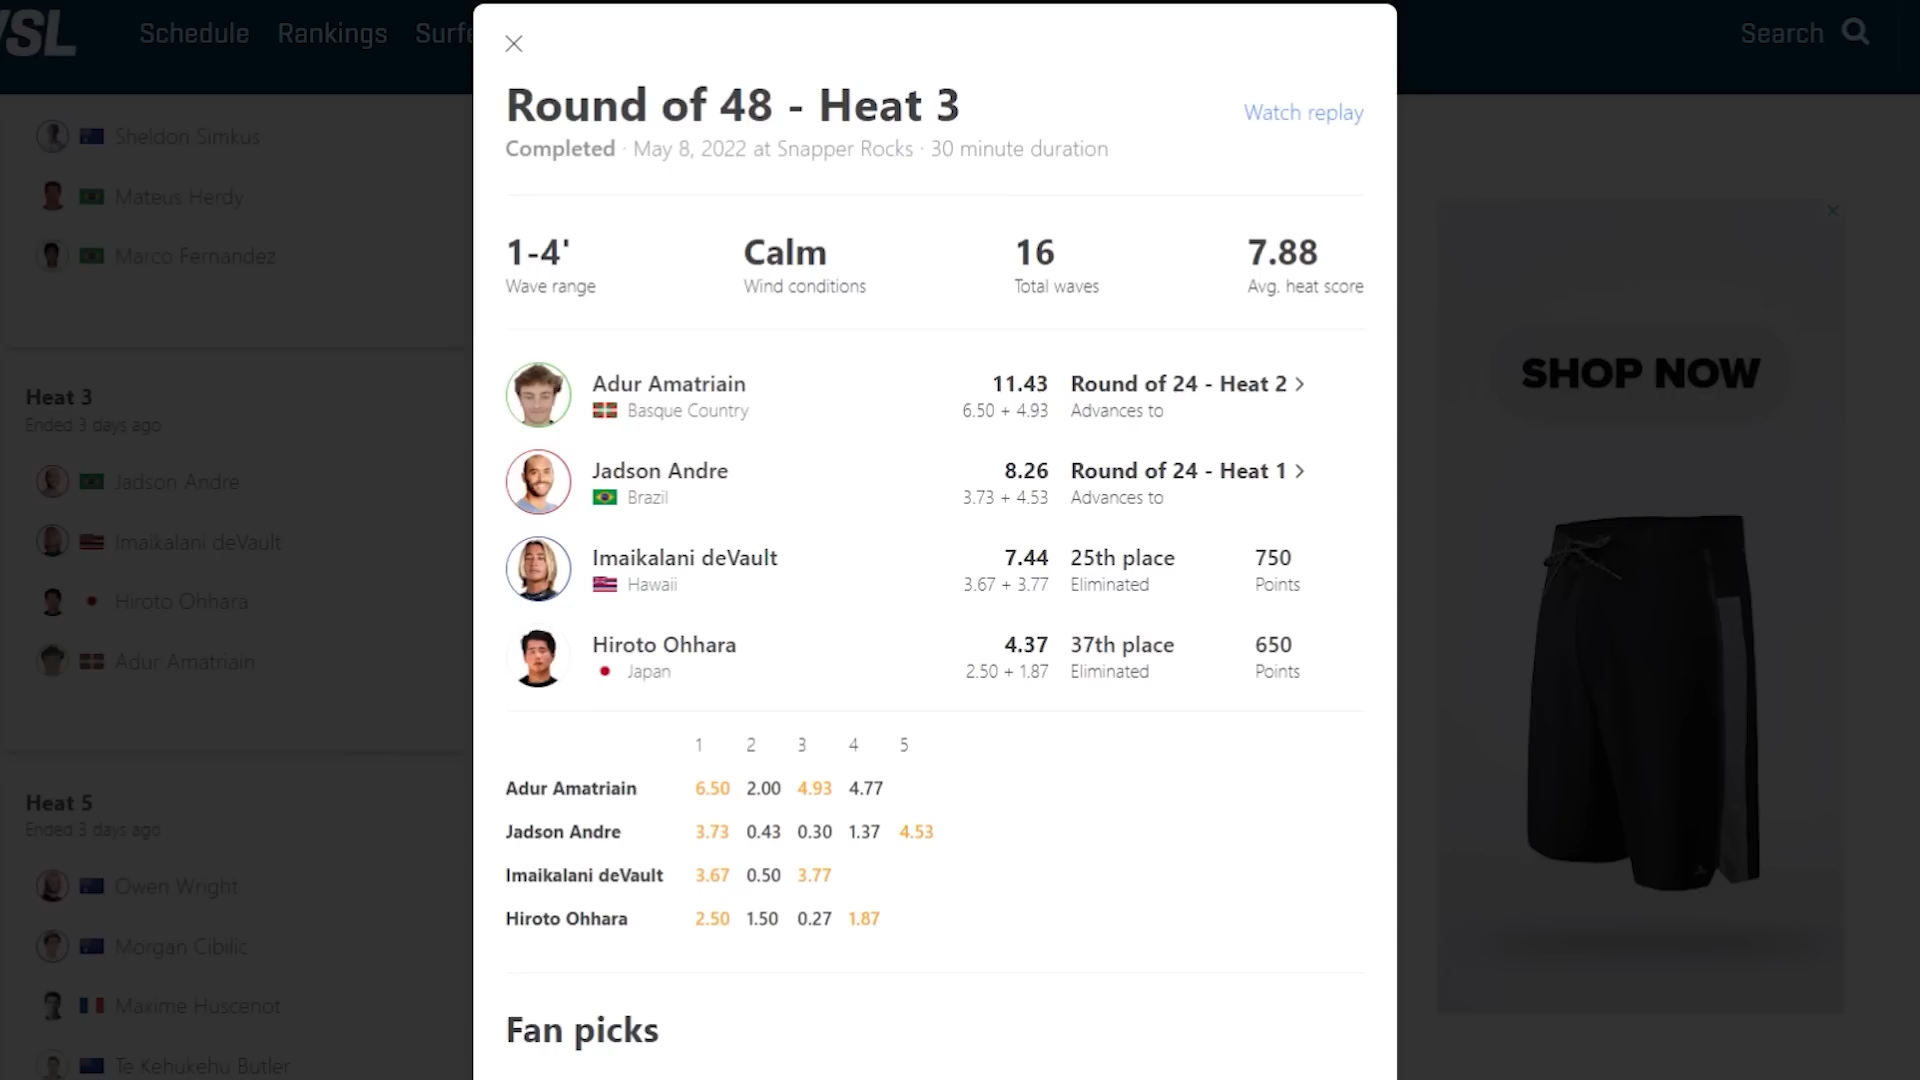 WSL
Schedule Rankings Surfe
Search
Sheldon Simkus
Mateus Herdy
Marco Fernandez
Heat 3
Ended 3 days ago
Jadson Andre
Imaikalani deVault
Hiroto Ohhara
Adur Amatriain
Heat 5
Ended 3 days ago
Owen Wright
Morgan Cibilic
Maxime Huscenot
Te Kehukehu Butler
Round of 48 - Heat 3
Watch replay
Completed · May 8, 2022 at Snapper Rocks · 30 minute duration
1-4' Calm 16 7.88
Wave range Wind conditions Total waves Avg. heat score
Adur Amatriain 11.43 Round of 24 - Heat 2 >
Basque Country 6.50 + 4.93 Advances to
Jadson Andre 8.26 Round of 24 - Heat 1 >
Brazil 3.73 + 4.53 Advances to
Imaikalani deVault 7.44 25th place 750
Hawaii 3.67 + 3.77 Eliminated Points
Hiroto Ohhara 4.37 37th place 650
Japan 2.50 + 1.87 Eliminated Points
1 2 3 4 5
Adur Amatriain 6.50 2.00 4.93 4.77
Jadson Andre 3.73 0.43 0.30 1.37 4.53
Imaikalani deVault 3.67 0.50 3.77
Hiroto Ohhara 2.50 1.50 0.27 1.87
Fan picks
SHOP NOW